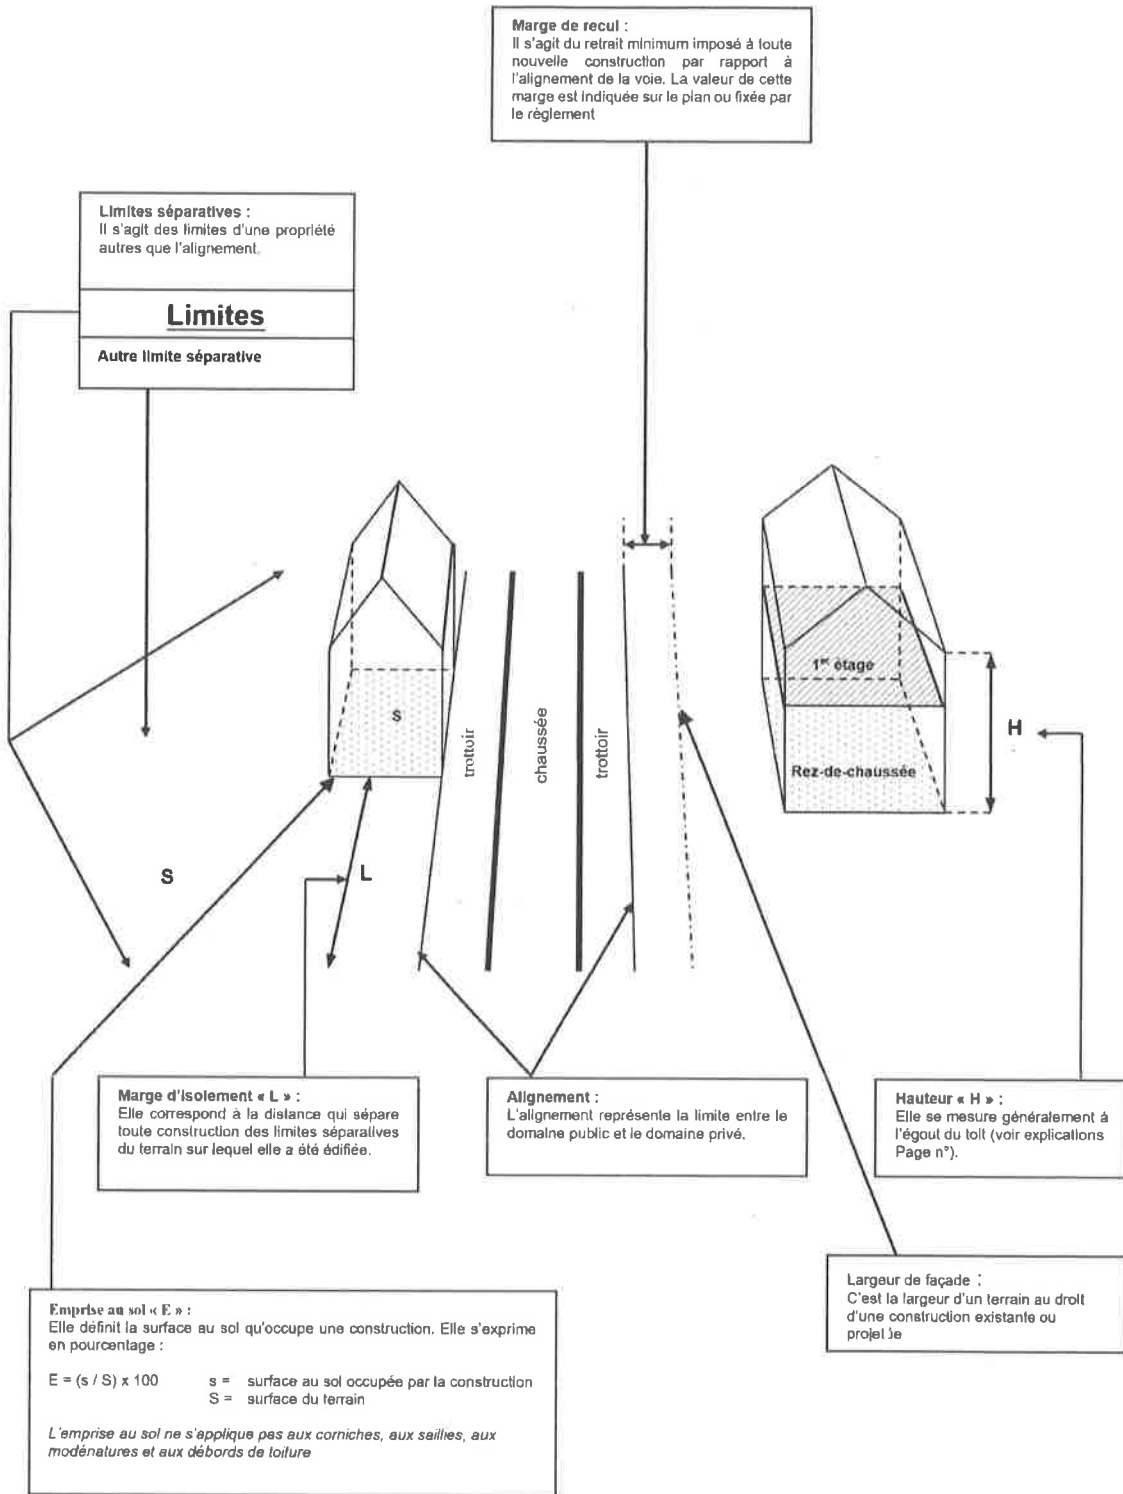 Marge de recul :
Il s'agit du retrait minimum imposé à toute
nouvelle construction par rapport à
l'alignement de la voie. La valeur de cette
marge est indiquée sur le plan ou fixée par
le règlement
Limites séparatives :
Il s'agit des limites d'une propriété
autres que l'alignement.
Limites
Autre limite séparative
S
trottoir
chaussée
trottoir
1er étage
Rez-de-chaussée
H
S
L
Marge d'isolement « L » :
Elle correspond à la distance qui sépare
toute construction des limites séparatives
du terrain sur lequel elle a été édifiée.
Alignement :
L'alignement représente la limite entre le
domaine public et le domaine privé.
Hauteur « H » :
Elle se mesure généralement à
l'égout du toit (voir explications
Page n°).
Largeur de façade :
C'est la largeur d'un terrain au droit
d'une construction existante ou
Emprise au sol « E » :
Elle définit la surface au sol qu'occupe une construction. Elle s'exprime
en pourcentage :
E = (s / S) x 100 s = surface au sol occupée par la construction
S = surface du terrain
L'emprise au sol ne s'applique pas aux corniches, aux saillies, aux
modénatures et aux débords de toiture